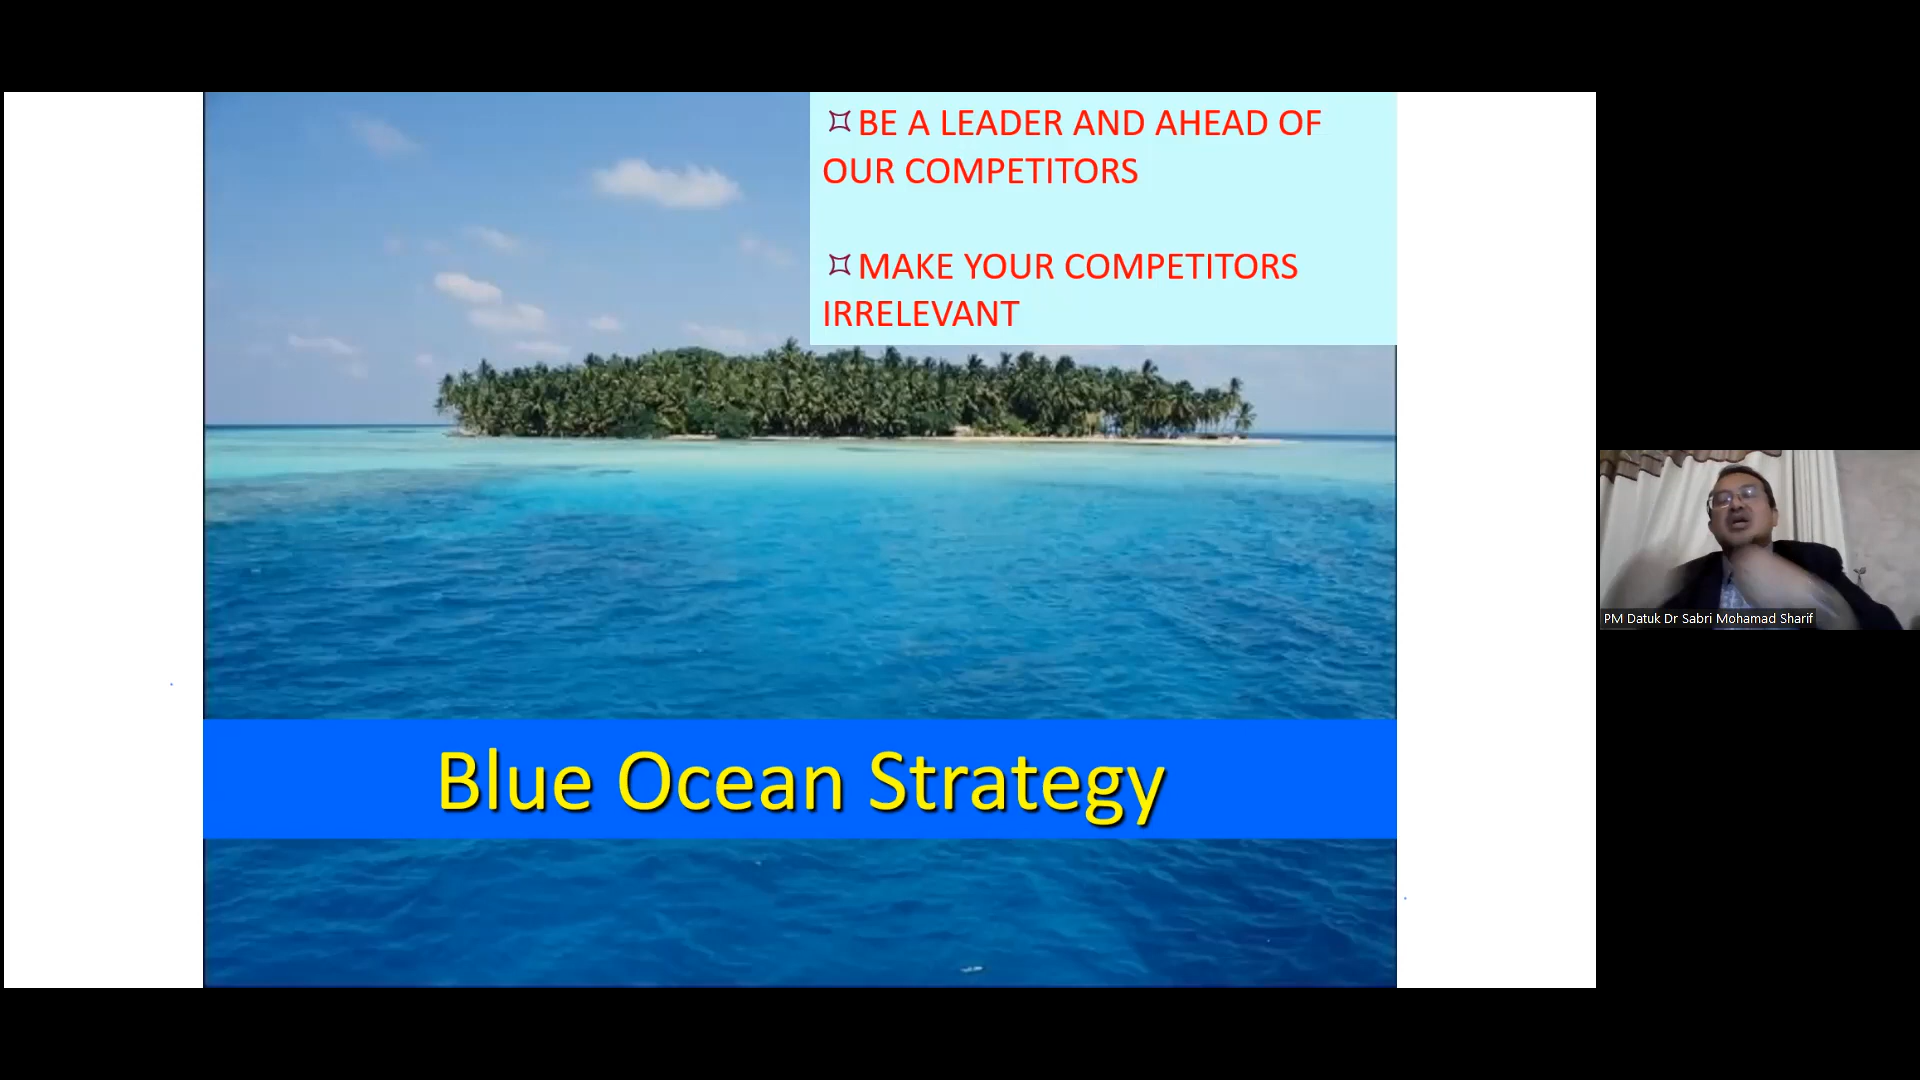 BE A LEADER AND AHEAD OF
OUR COMPETITORS
MAKE YOUR COMPETITORS
IRRELEVANT
Blue Ocean Strategy
PM Datuk Dr Sabri Mohamad Sharif